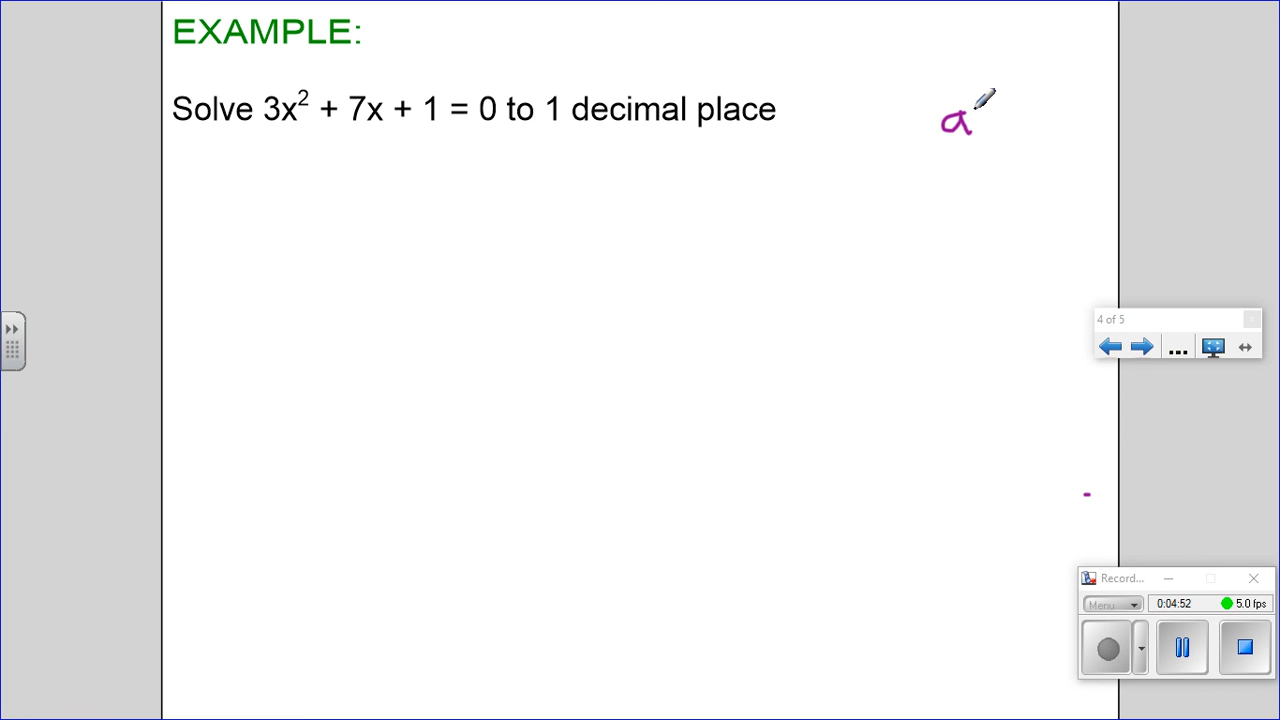 EXAMPLE:
Solve 3x² + 7x + 1 = 0 to 1 decimal place
a
4 of 5
...
Record...
Menu
0:04:52
5.0 fps